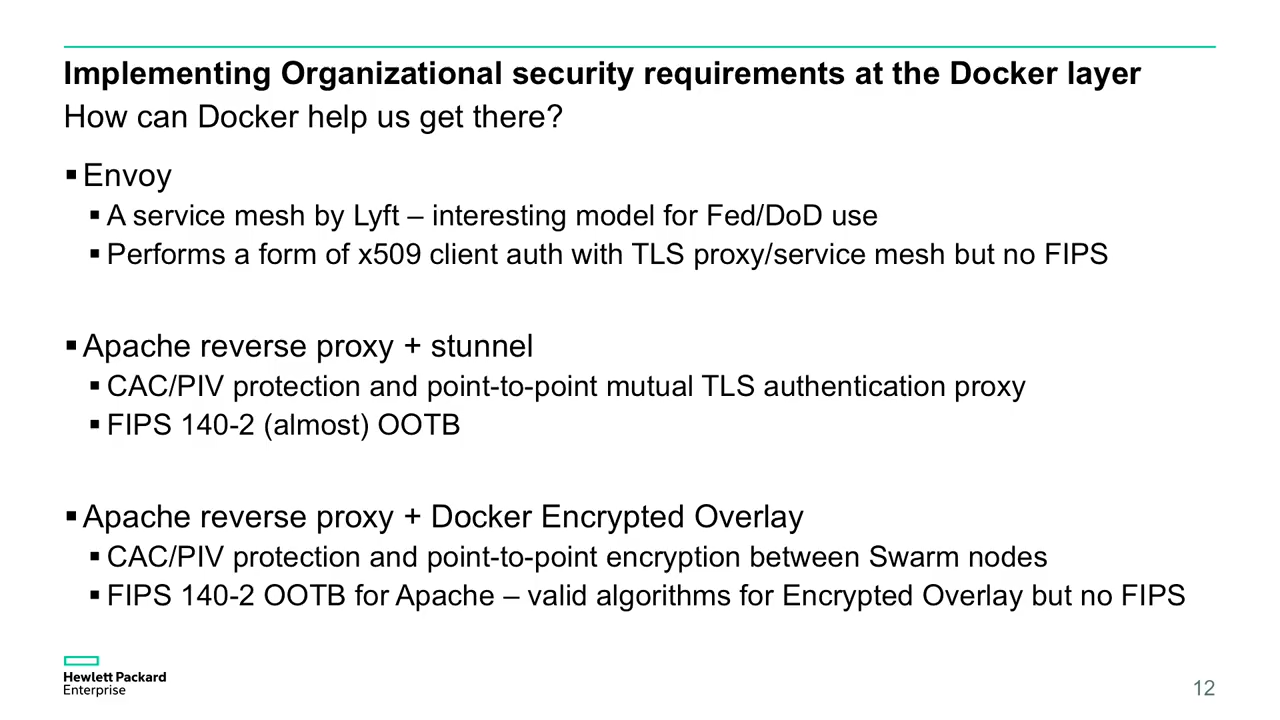 Implementing Organizational security requirements at the Docker layer
How can Docker help us get there?
▪ Envoy
▪ A service mesh by Lyft – interesting model for Fed/DoD use
▪ Performs a form of x509 client auth with TLS proxy/service mesh but no FIPS
▪ Apache reverse proxy + stunnel
▪ CAC/PIV protection and point-to-point mutual TLS authentication proxy
▪ FIPS 140-2 (almost) OOTB
▪ Apache reverse proxy + Docker Encrypted Overlay
▪ CAC/PIV protection and point-to-point encryption between Swarm nodes
▪ FIPS 140-2 OOTB for Apache – valid algorithms for Encrypted Overlay but no FIPS
Hewlett Packard
Enterprise
12